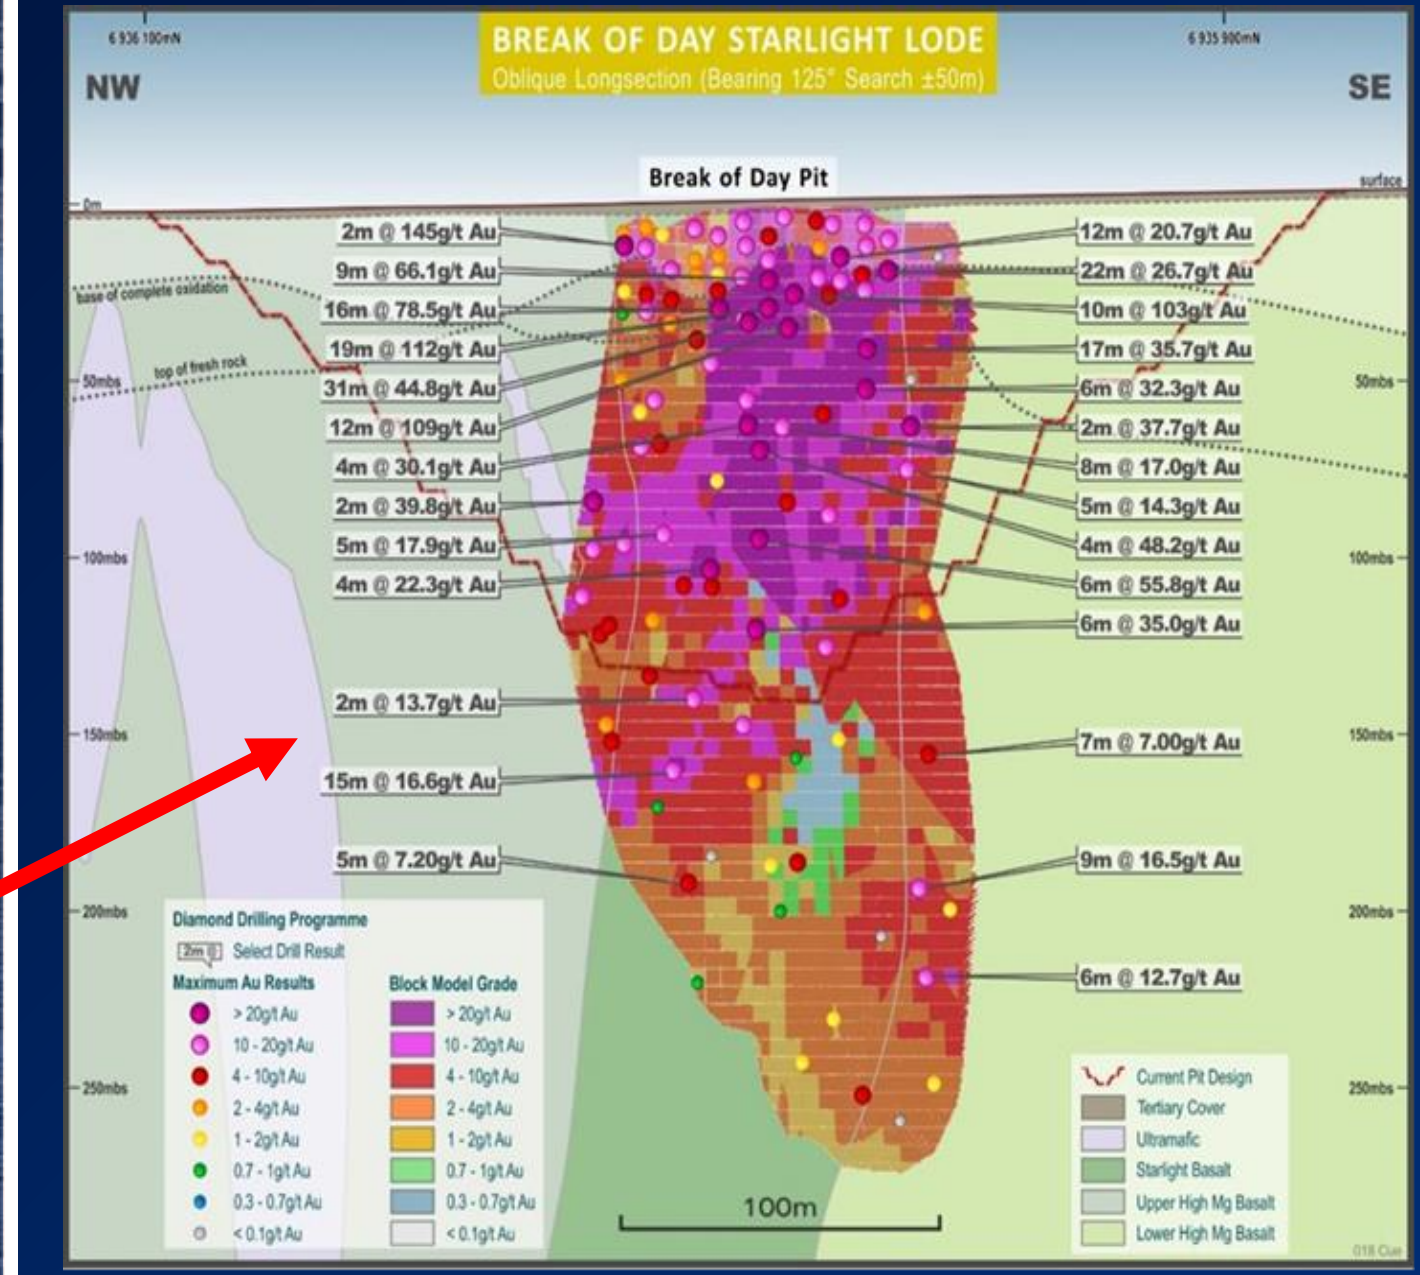 6 936 100mN
6 935 900mN
BREAK OF DAY STARLIGHT LODE
Oblique Longsection (Bearing 125° Search ±50m)
NW
SE
Break of Day Pit
surface
0m
2m @ 145g/t Au
9m @ 66.1g/t Au
16m @ 78.5g/t Au
19m @ 112g/t Au
31m @ 44.8g/t Au
12m @ 109g/t Au
4m @ 30.1g/t Au
2m @ 39.8g/t Au
5m @ 17.9g/t Au
4m @ 22.3g/t Au
2m @ 13.7g/t Au
15m @ 16.6g/t Au
5m @ 7.20g/t Au
12m @ 20.7g/t Au
22m @ 26.7g/t Au
10m @ 103g/t Au
17m @ 35.7g/t Au
6m @ 32.3g/t Au
2m @ 37.7g/t Au
8m @ 17.0g/t Au
5m @ 14.3g/t Au
4m @ 48.2g/t Au
6m @ 55.8g/t Au
6m @ 35.0g/t Au
7m @ 7.00g/t Au
9m @ 16.5g/t Au
6m @ 12.7g/t Au
base of complete oxidation
top of fresh rock
50mbs
100mbs
150mbs
200mbs
250mbs
50mbs
100mbs
150mbs
200mbs
250mbs
Diamond Drilling Programme
2m @
Select Drill Result
Maximum Au Results
> 20g/t Au
10 - 20g/t Au
4 - 10g/t Au
2 - 4g/t Au
1 - 2g/t Au
0.7 - 1g/t Au
0.3 - 0.7g/t Au
< 0.1g/t Au
Block Model Grade
> 20g/t Au
10 - 20g/t Au
4 - 10g/t Au
2 - 4g/t Au
1 - 2g/t Au
0.7 - 1g/t Au
0.3 - 0.7g/t Au
< 0.1g/t Au
100m
Current Pit Design
Tertiary Cover
Ultramafic
Starlight Basalt
Upper High Mg Basalt
Lower High Mg Basalt
018 Cue